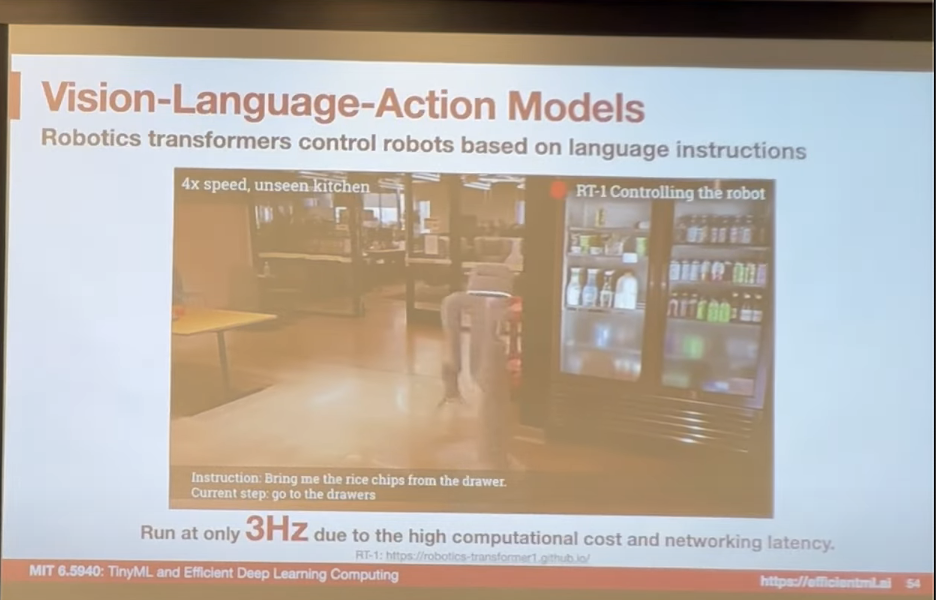 Vision-Language-Action Models
Robotics transformers control robots based on language instructions
4x speed, unseen kitchen
RT-1 Controlling the robot
Instruction: Bring me the rice chips from the drawer.
Current step: go to the drawers
Run at only 3Hz due to the high computational cost and networking latency.
RT-1: https://robotics-transformer1.github.io/
MIT 6.5940: TinyML and Efficient Deep Learning Computing
https://efficientml.ai
54